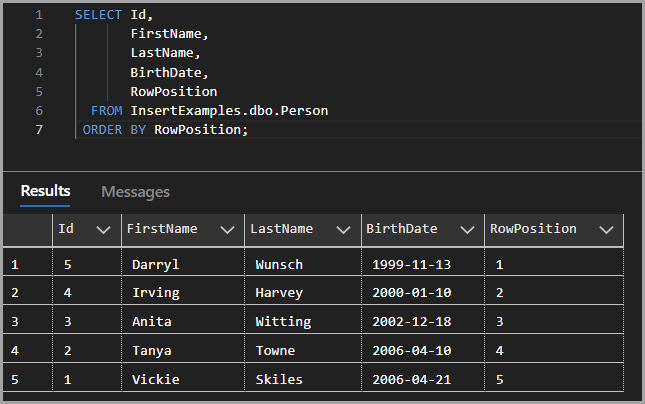 1 SELECT Id,
2 FirstName,
3 LastName,
4 BirthDate,
5 RowPosition
6 FROM InsertExamples.dbo.Person
7 ORDER BY RowPosition;
Results Messages
Id FirstName LastName BirthDate RowPosition
1 5 Darryl Wunsch 1999-11-13 1
2 4 Irving Harvey 2000-01-10 2
3 3 Anita Witting 2002-12-18 3
4 2 Tanya Towne 2006-04-10 4
5 1 Vickie Skiles 2006-04-21 5